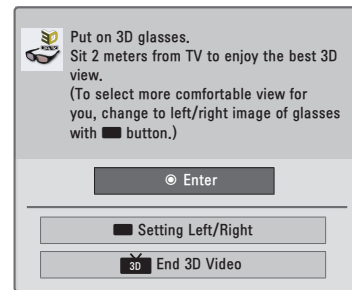 Put on 3D glasses.
Sit 2 meters from TV to enjoy the best 3D
view.
(To select more comfortable view for
you, change to left/right image of glasses
with button.)
Enter
Setting Left/Right
3D End 3D Video